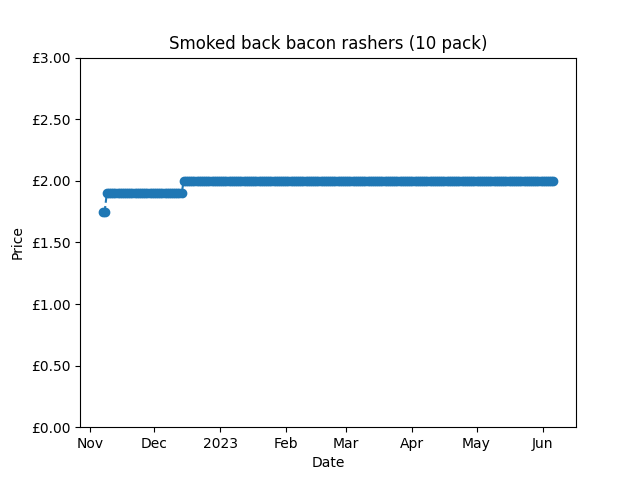 Smoked back bacon rashers (10 pack)
£3.00
£2.50
£2.00
£1.50
£1.00
£0.50
£0.00
Price
Nov Dec 2023 Feb Mar Apr May Jun
Date